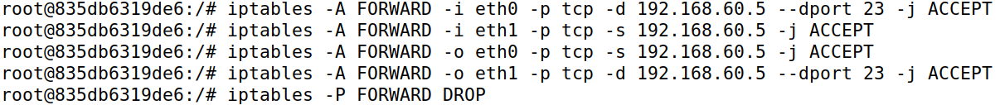 root@835db6319de6:/# iptables -A FORWARD -i eth0 -p tcp -d 192.168.60.5 --dport 23 -j ACCEPT
root@835db6319de6:/# iptables -A FORWARD -i eth1 -p tcp -s 192.168.60.5 -j ACCEPT
root@835db6319de6:/# iptables -A FORWARD -o eth0 -p tcp -s 192.168.60.5 -j ACCEPT
root@835db6319de6:/# iptables -A FORWARD -o eth1 -p tcp -d 192.168.60.5 --dport 23 -j ACCEPT
root@835db6319de6:/# iptables -P FORWARD DROP